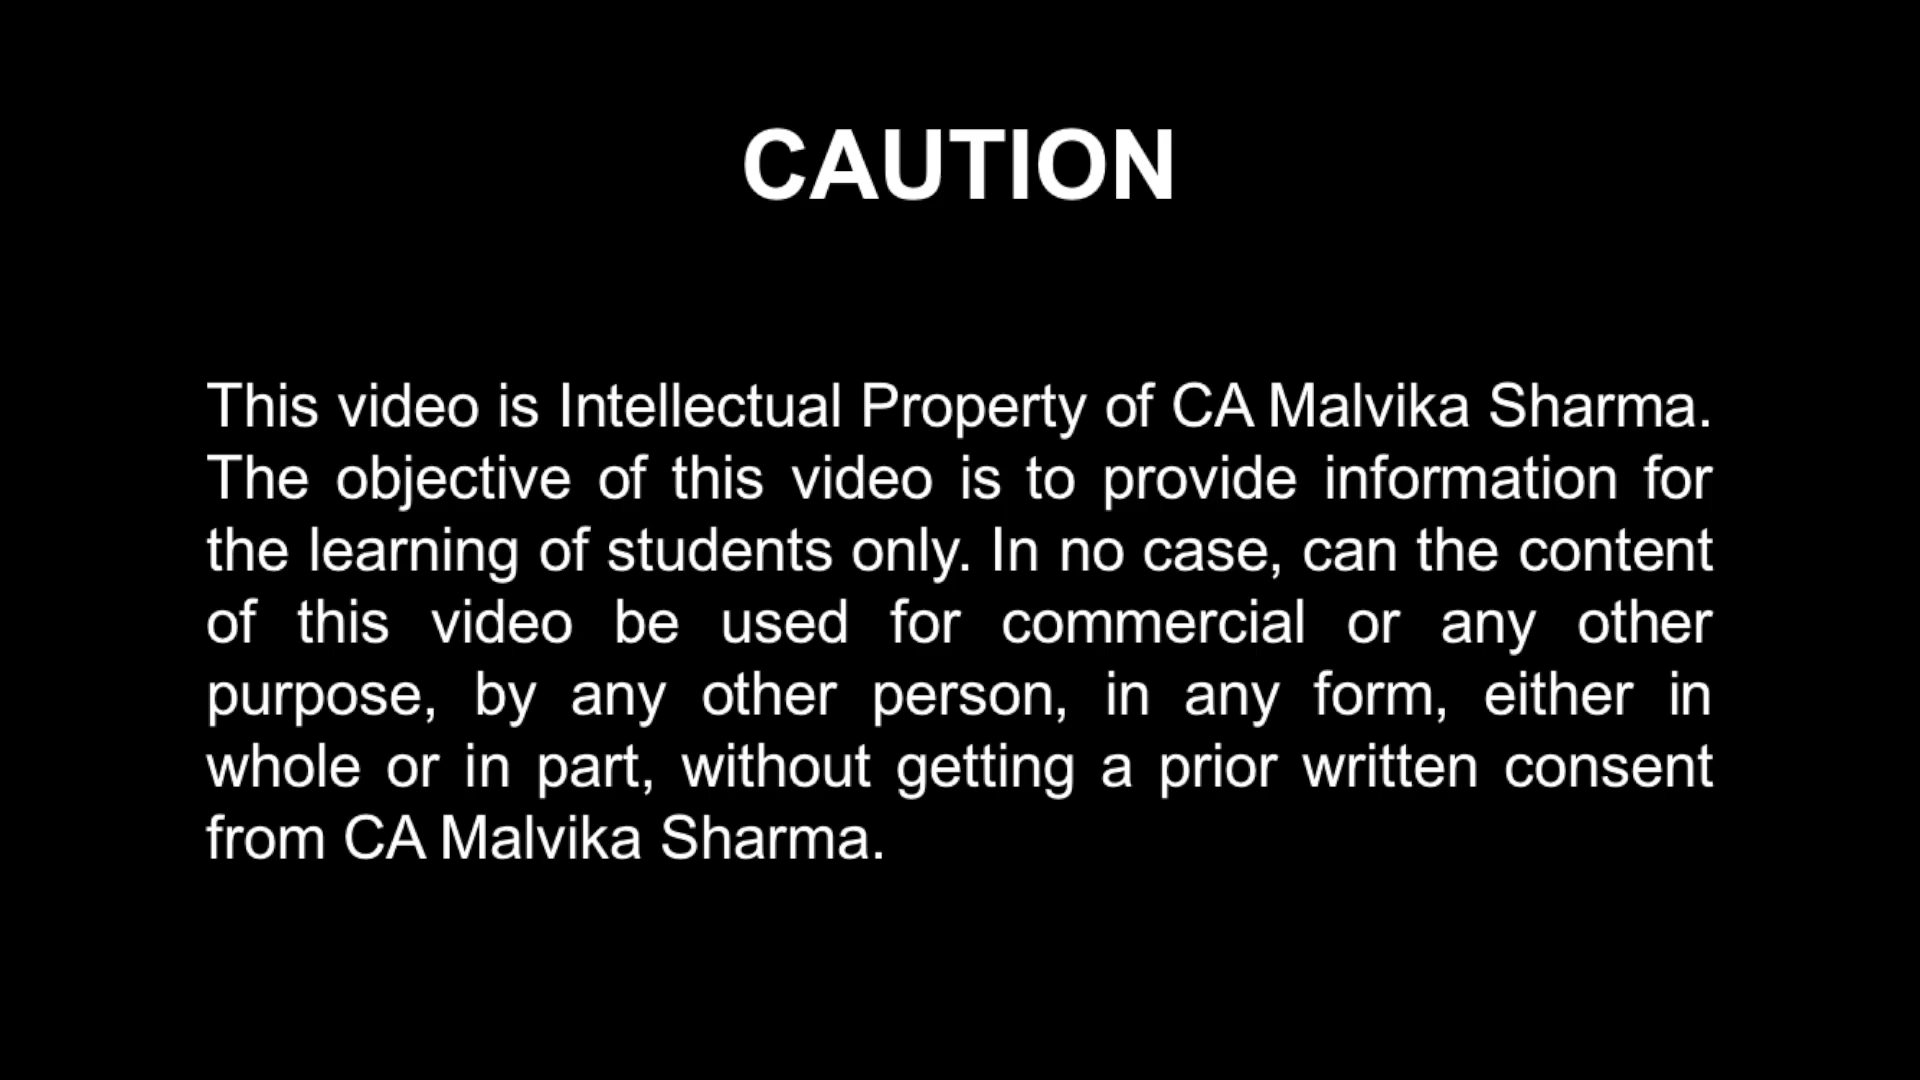 CAUTION
This video is Intellectual Property of CA Malvika Sharma.
The objective of this video is to provide information for
the learning of students only. In no case, can the content
of this video be used for commercial or any other
purpose, by any other person, in any form, either in
whole or in part, without getting a prior written consent
from CA Malvika Sharma.